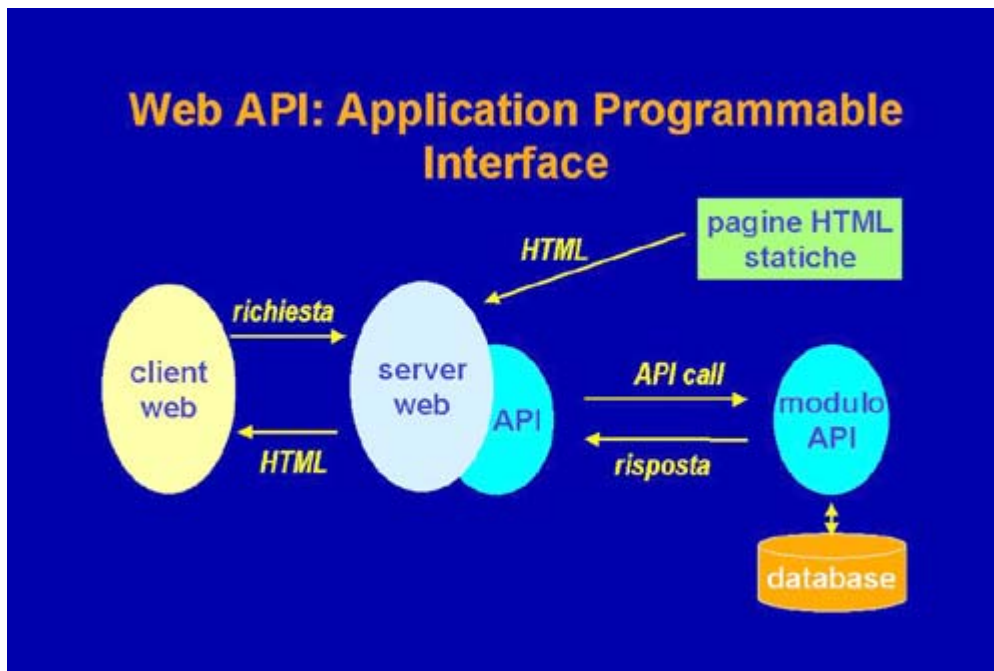 Web API: Application Programmable
Interface
pagine HTML
statiche
HTML
richiesta
client
web
server
web
API
API call
modulo
API
HTML
risposta
database